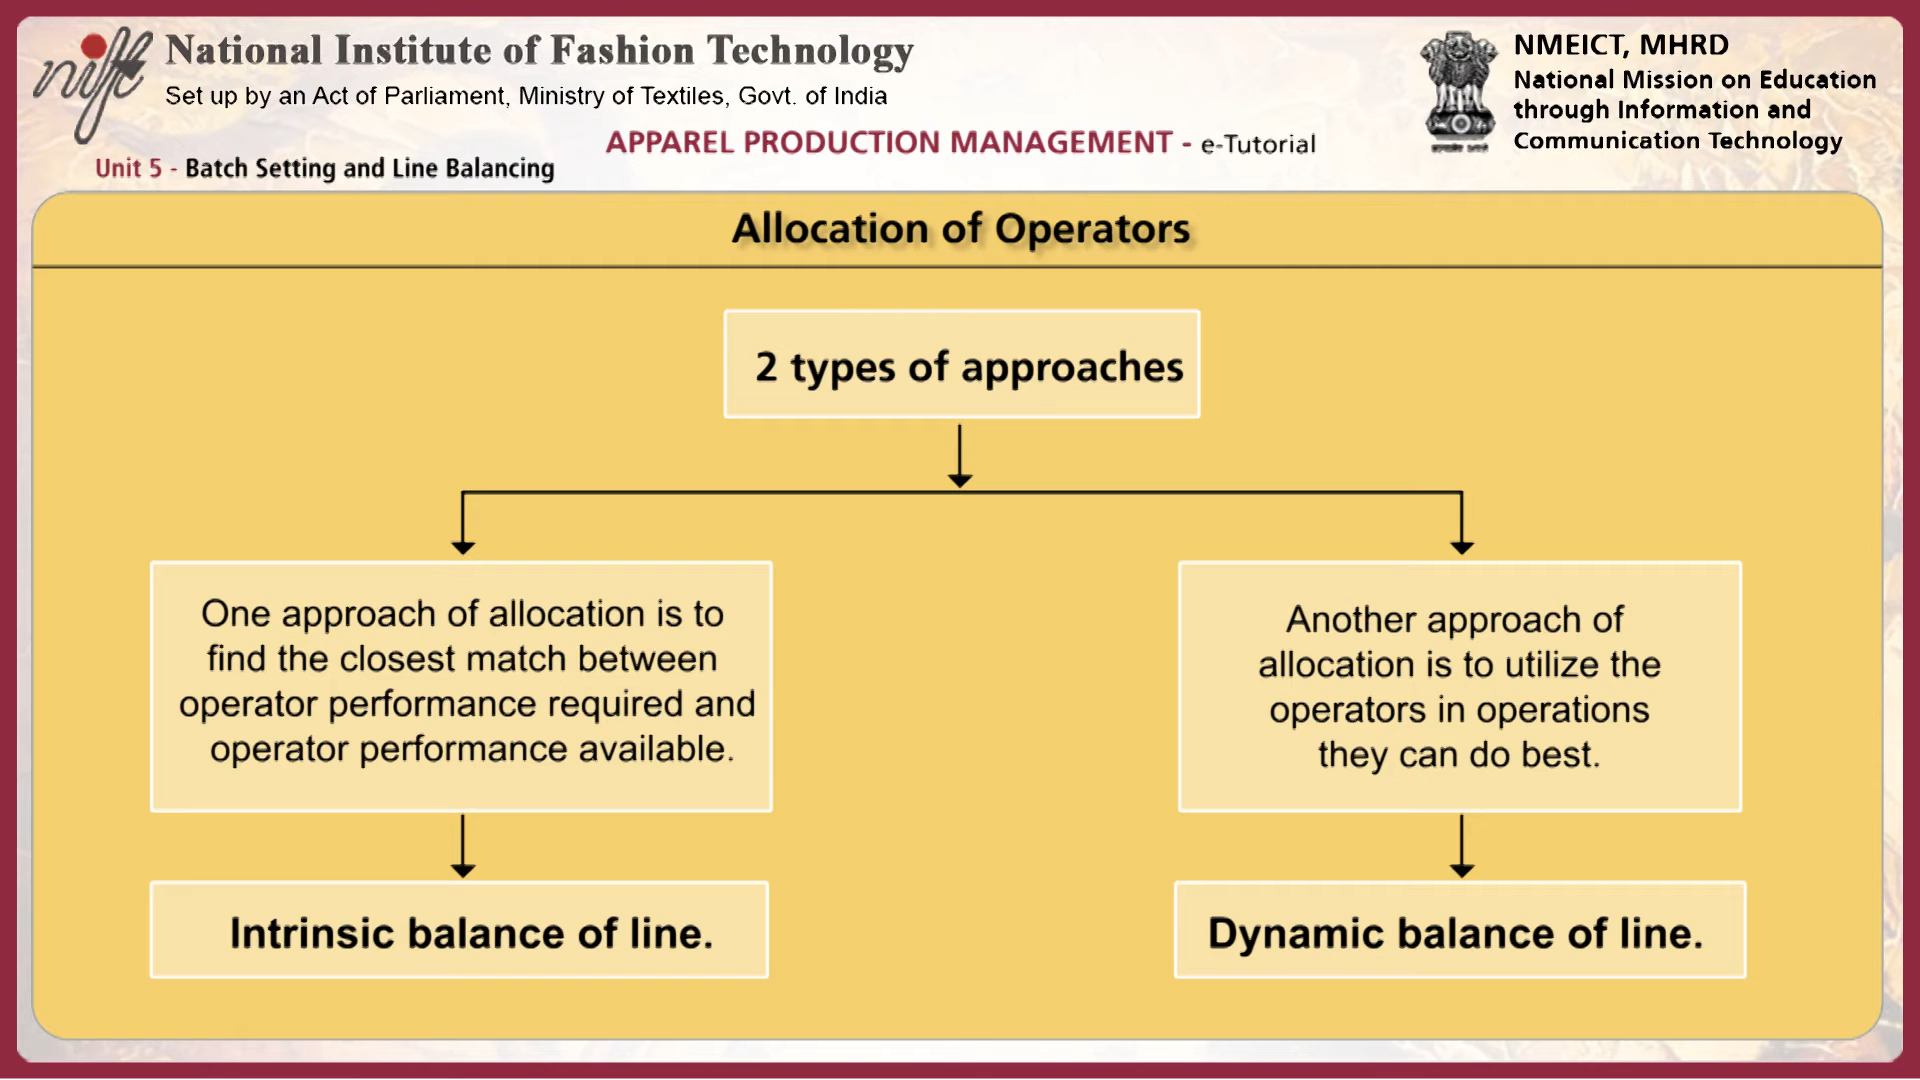 nift
National Institute of Fashion Technology
Set up by an Act of Parliament, Ministry of Textiles, Govt. of India
NMEICT, MHRD
National Mission on Education
through Information and
Communication Technology
APPAREL PRODUCTION MANAGEMENT - e-Tutorial
Unit 5 - Batch Setting and Line Balancing
Allocation of Operators
2 types of approaches
One approach of allocation is to
find the closest match between
operator performance required and
operator performance available.
Another approach of
allocation is to utilize the
operators in operations
they can do best.
Intrinsic balance of line.
Dynamic balance of line.